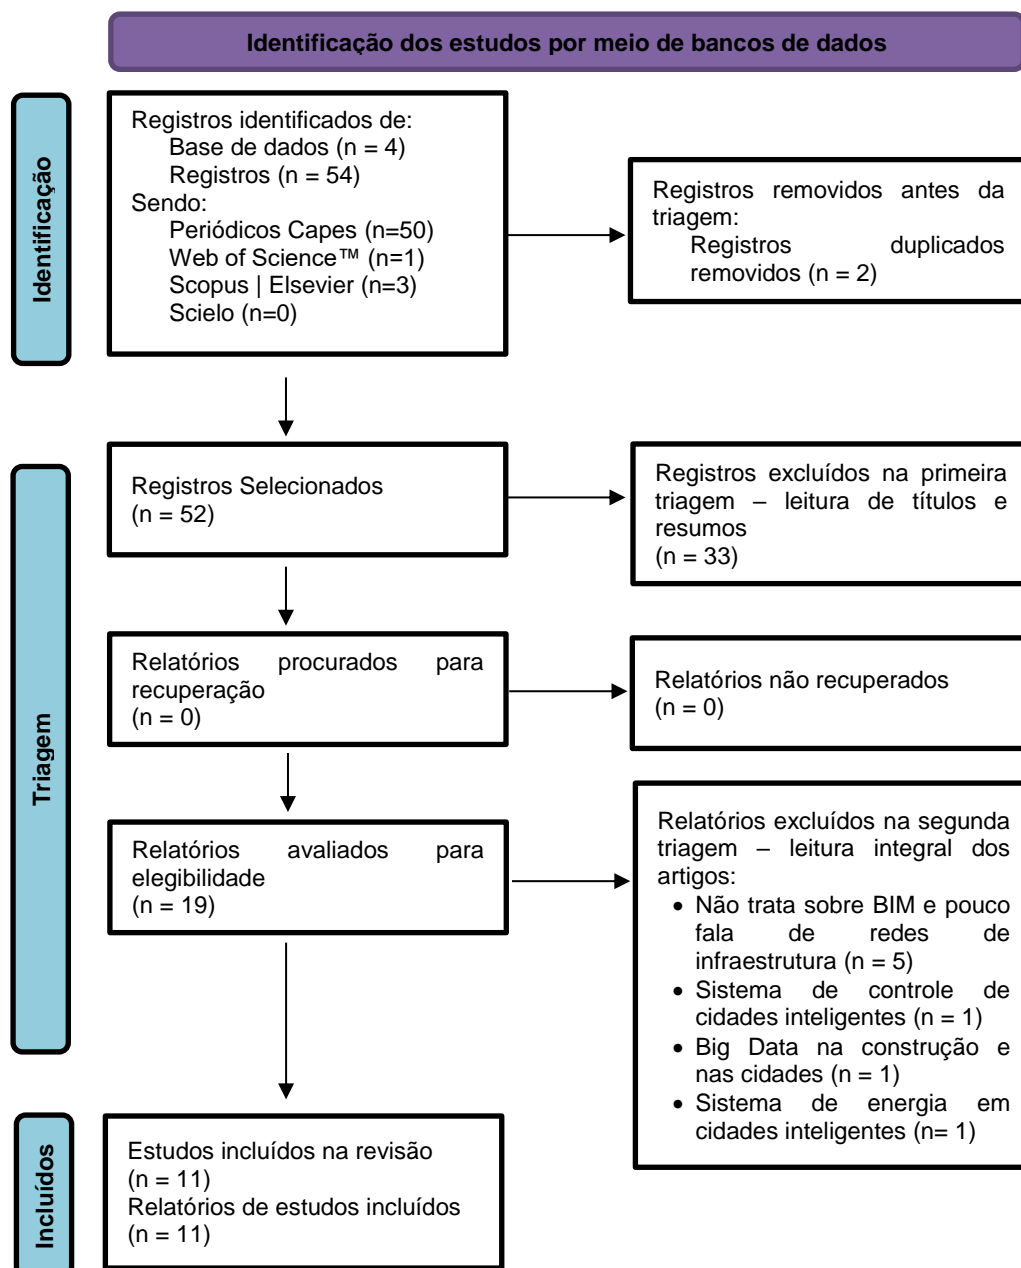 Identificação dos estudos por meio de bancos de dados
Identificação
Registros identificados de:
Base de dados (n = 4)
Registros (n = 54)
Sendo:
Periódicos Capes (n=50)
Web of Science™ (n=1)
Scopus | Elsevier (n=3)
Scielo (n=0)
Registros removidos antes da
triagem:
Registros duplicados
removidos (n = 2)
Triagem
Registros Selecionados
(n = 52)
Registros excluídos na primeira
triagem – leitura de títulos e
resumos
(n = 33)
Relatórios procurados para
recuperação
(n = 0)
Relatórios não recuperados
(n = 0)
Relatórios avaliados para
elegibilidade
(n = 19)
Relatórios excluídos na segunda
triagem – leitura integral dos
artigos:
• Não trata sobre BIM e pouco
fala de redes de
infraestrutura (n = 5)
• Sistema de controle de
cidades inteligentes (n = 1)
• Big Data na construção e
nas cidades (n = 1)
• Sistema de energia em
cidades inteligentes (n= 1)
Incluídos
Estudos incluídos na revisão
(n = 11)
Relatórios de estudos incluídos
(n = 11)